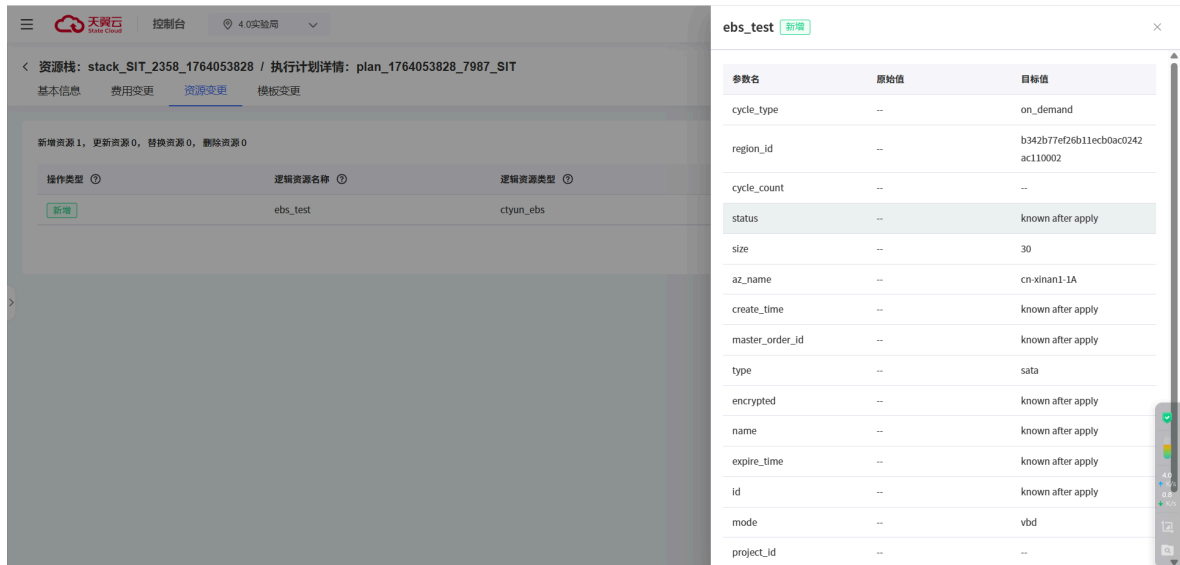 天翼云
State Cloud
控制台
4.0实验局
资源栈：stack_SIT_2358_1764053828 / 执行计划详情：plan_1764053828_7987_SIT
基本信息 费用变更 资源变更 模板变更
新增资源 1，更新资源 0，替换资源 0，删除资源 0
操作类型 逻辑资源名称 逻辑资源类型
新增 ebs_test ctyun_ebs
ebs_test 新增
参数名 原始值 目标值
cycle_type -- on_demand
region_id -- b342b77ef26b11ecb0ac0242
ac110002
cycle_count -- --
status -- known after apply
size -- 30
az_name -- cn-xinan1-1A
create_time -- known after apply
master_order_id -- known after apply
type -- sata
encrypted -- known after apply
name -- known after apply
expire_time -- known after apply
id -- known after apply
mode -- vbd
project_id -- --